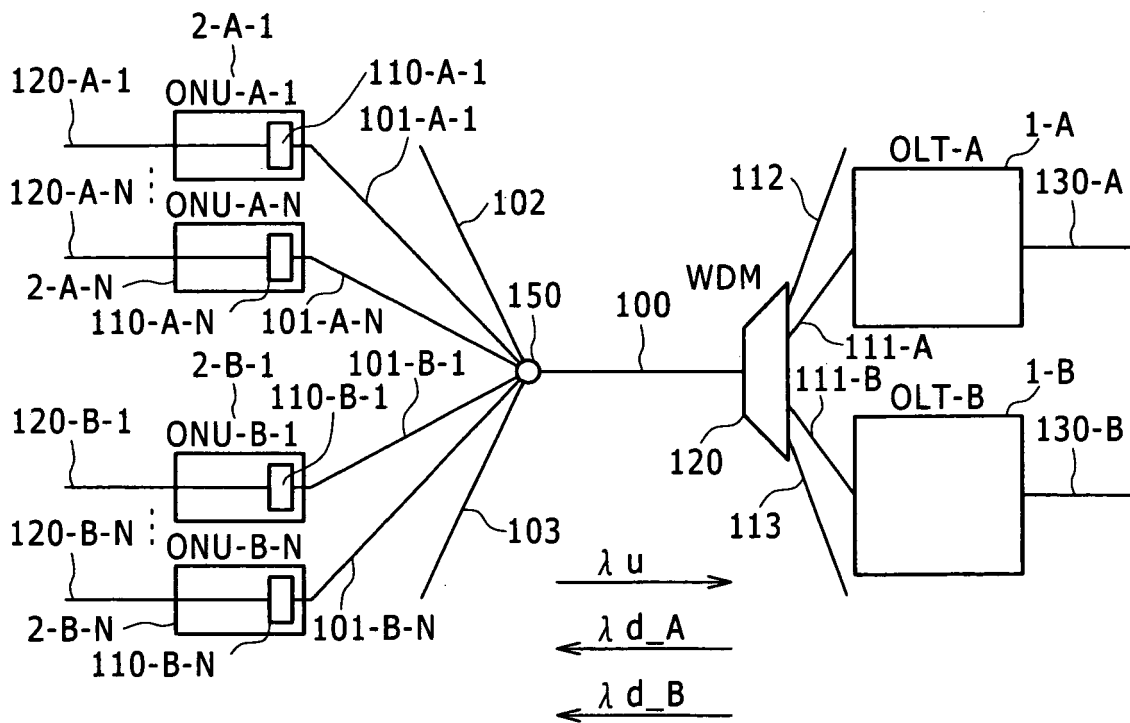 2-A-1
120-A-1
ONU-A-1
110-A-1
101-A-1
120-A-N
ONU-A-N
102
2-A-N
110-A-N
101-A-N
150
100
WDM
120
112
OLT-A
1-A
130-A
111-A
111-B
OLT-B
1-B
130-B
113
2-B-1
101-B-1
110-B-1
120-B-1
ONU-B-1
120-B-N
ONU-B-N
103
2-B-N
110-B-N
101-B-N
λ u
λ d_A
λ d_B